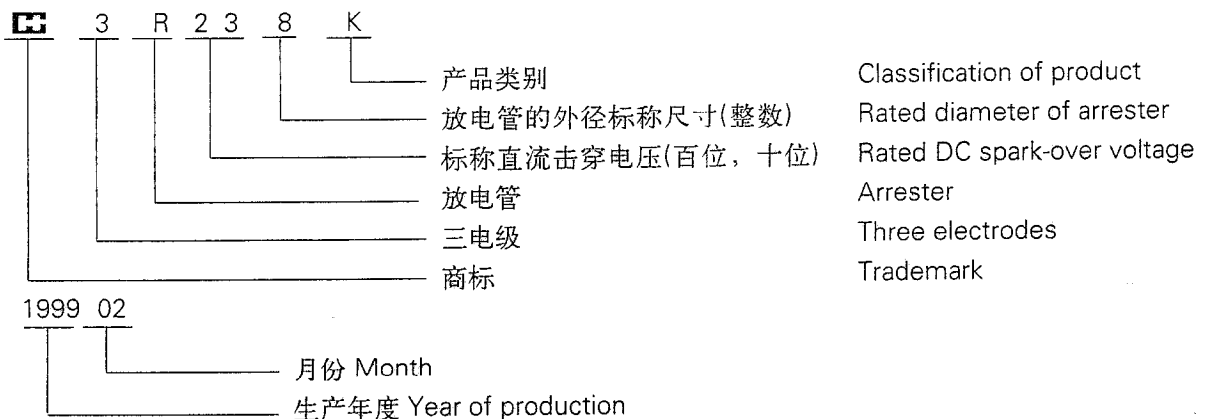 3 R 2 3 8 K
产品类别 Classification of product
放电管的外径标称尺寸(整数) Rated diameter of arrester
标称直流击穿电压(百位，十位) Rated DC spark-over voltage
放电管 Arrester
三电级 Three electrodes
商标 Trademark
1999 02
月份 Month
生产年度 Year of production